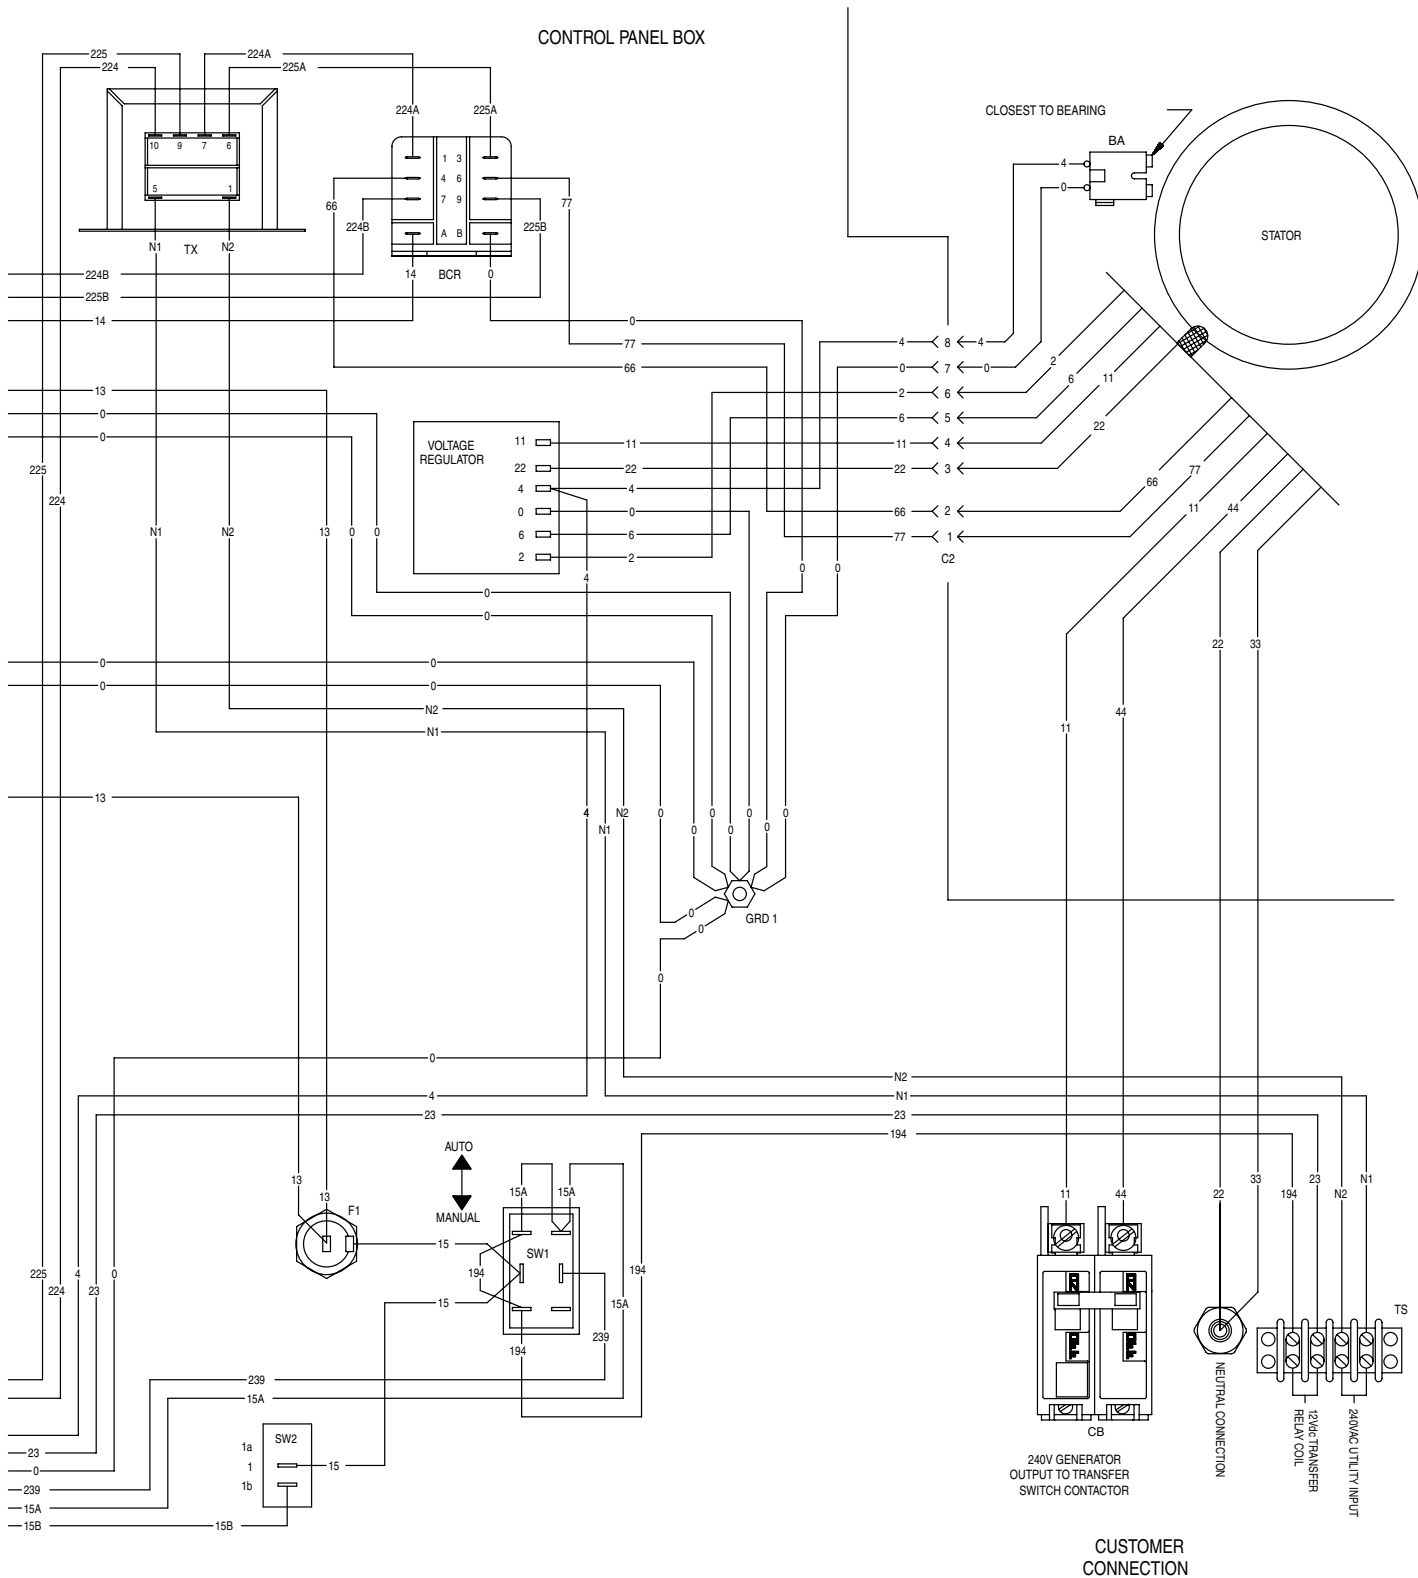 CONTROL PANEL BOX
225
224A
224
225A
224A
225A
CLOSEST TO BEARING
BA
10 9 7 6
5 1
1 3
4 6
7 9
A B
4
0
66
77
224B
225B
STATOR
N1
TX
N2
14
BCR
0
224B
225B
14
0
77
66
4 8 4
0 7 0
2 6
6 5
11 4
22 3
66 2
77 1
C2
2
6
11
22
66
77
11
44
13
0
0
VOLTAGE
REGULATOR
11
22
4
0
6
2
11
22
4
0
6
2
225
224
N1
N2
13
0
0
4
0
0
0
0
22
33
0
0
0
0
N2
N1
11
44
13
4
N1
N2
0
0
0
0
0
0
0
0
0
GRD 1
0
0
4
23
N2
N1
23
194
AUTO
MANUAL
13
13
F1
15
15
15A
15A
SW1
194
194
239
15A
194
225
224
4
23
0
11
44
22
33
194
23
N2
N1
TS
CB
240V GENERATOR
OUTPUT TO TRANSFER
SWITCH CONTACTOR
NEUTRAL CONNECTION
12Vdc TRANSFER
RELAY COIL
240VAC UTILITY INPUT
239
15A
SW2
1a
1
1b
15
23
0
239
15A
15B
15B
CUSTOMER
CONNECTION